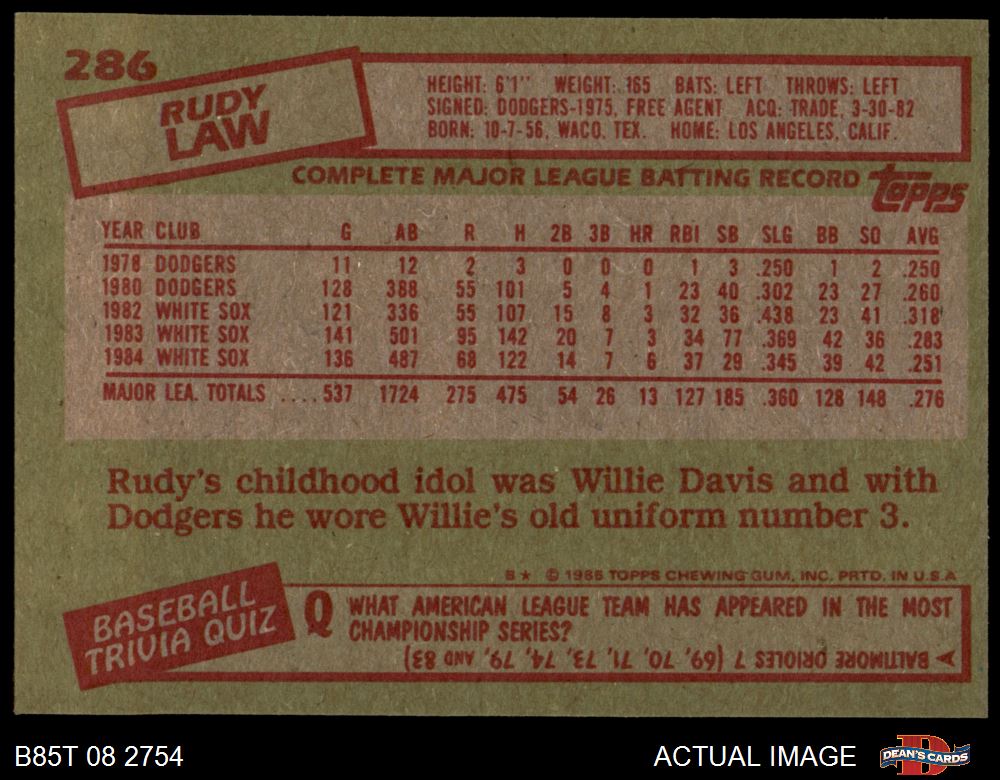 286
RUDY
LAW
HEIGHT: 6'1'' WEIGHT: 165 BATS: LEFT THROWS: LEFT
SIGNED: DODGERS-1975, FREE AGENT ACQ: TRADE, 3-30-82
BORN: 10-7-56, WACO, TEX. HOME: LOS ANGELES, CALIF.
COMPLETE MAJOR LEAGUE BATTING RECORD topps
YEAR CLUB G AB R H 2B 3B HR RBI SB SLG BB SO AVG
1978 DODGERS 11 12 2 3 0 0 0 1 3 .250 1 2 .250
1980 DODGERS 128 388 55 101 5 4 1 23 40 .302 23 27 .260
1982 WHITE SOX 121 336 55 107 15 8 3 32 36 .438 23 41 .318
1983 WHITE SOX 141 501 95 142 20 7 3 34 77 .369 42 36 .283
1984 WHITE SOX 136 487 68 122 14 7 6 37 29 .345 39 42 .251
MAJOR LEA. TOTALS ....537 1724 275 475 54 26 13 127 185 .360 128 148 .276
Rudy's childhood idol was Willie Davis and with
Dodgers he wore Willie's old uniform number 3.
B★ © 1985 TOPPS CHEWING GUM, INC. PRTD. IN U.S.A
BASEBALL
TRIVIA QUIZ
Q WHAT AMERICAN LEAGUE TEAM HAS APPEARED IN THE MOST
CHAMPIONSHIP SERIES?
➤ BALTIMORE ORIOLES 7 (69, '70, '71, '73, '74, '79, AND 83)
B85T 08 2754
ACTUAL IMAGE
DEAN'S CARDS